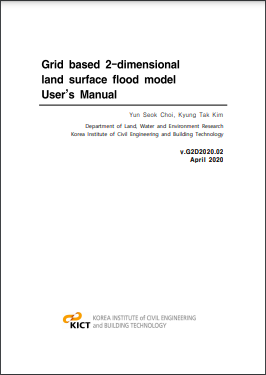 Grid based 2-dimensional
land surface flood model
User's Manual
Yun Seok Choi, Kyung Tak Kim
Department of Land, Water and Environment Research
Korea Institute of Civil Engineering and Building Technology
v.G2D2020.02
April 2020
KICT
KOREA INSTITUTE OF CIVIL ENGINEERING
and BUILDING TECHNOLOGY